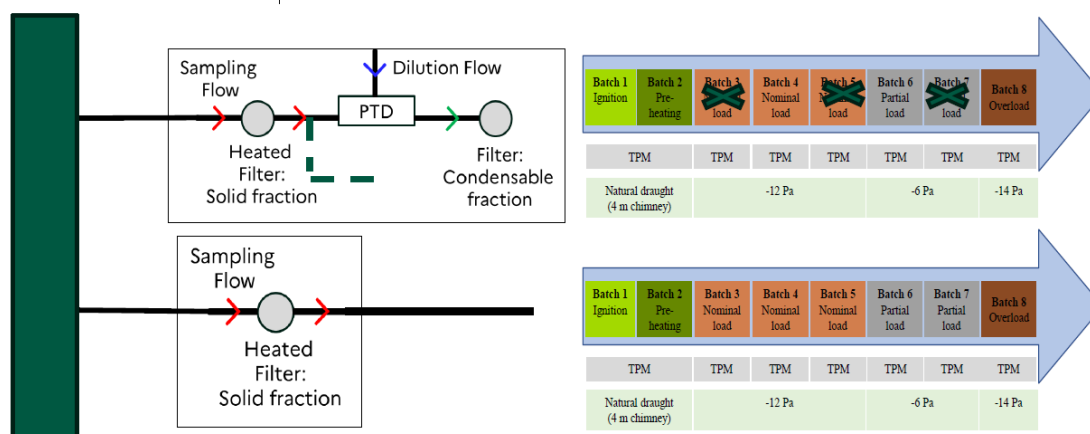 Sampling
Flow
Dilution Flow
PTD
Heated
Filter:
Solid fraction
Filter:
Condensable
fraction
Batch 1
Ignition
Batch 2
Pre-
heating
Batch 3
load
Batch 4
Nominal
load
Batch 5
load
Batch 6
Partial
load
Batch 7
load
Batch 8
Overload
TPM TPM TPM TPM TPM TPM TPM
Natural draught
(4 m chimney)
-12 Pa
-6 Pa
-14 Pa
Sampling
Flow
Heated
Filter:
Solid fraction
Batch 1
Ignition
Batch 2
Pre-
heating
Batch 3
Nominal
load
Batch 4
Nominal
load
Batch 5
Nominal
load
Batch 6
Partial
load
Batch 7
Partial
load
Batch 8
Overload
TPM TPM TPM TPM TPM TPM TPM
Natural draught
(4 m chimney)
-12 Pa
-6 Pa
-14 Pa